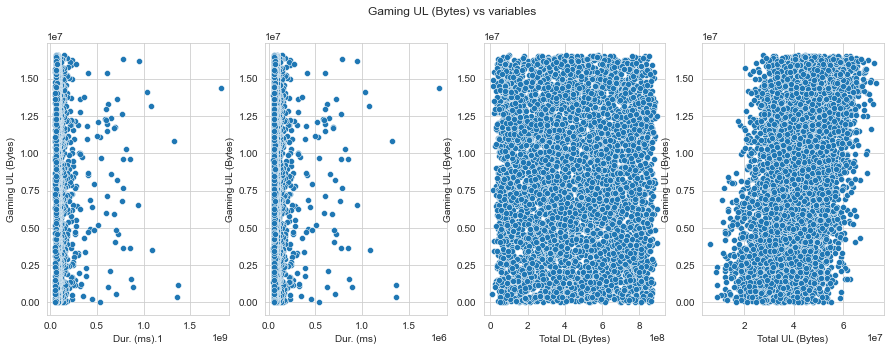 Gaming UL (Bytes) vs variables
1e7
1e7
1e7
1e7
Gaming UL (Bytes)
1.50
1.25
1.00
0.75
0.50
0.25
0.00
0.0
0.5
1.0
1.5
1e9
Dur. (ms).1
Gaming UL (Bytes)
1.50
1.25
1.00
0.75
0.50
0.25
0.00
0.0
0.5
1.0
1.5
1e6
Dur. (ms)
Gaming UL (Bytes)
1.50
1.25
1.00
0.75
0.50
0.25
0.00
0
2
4
6
8
1e8
Total DL (Bytes)
Gaming UL (Bytes)
1.50
1.25
1.00
0.75
0.50
0.25
0.00
2
4
6
1e7
Total UL (Bytes)